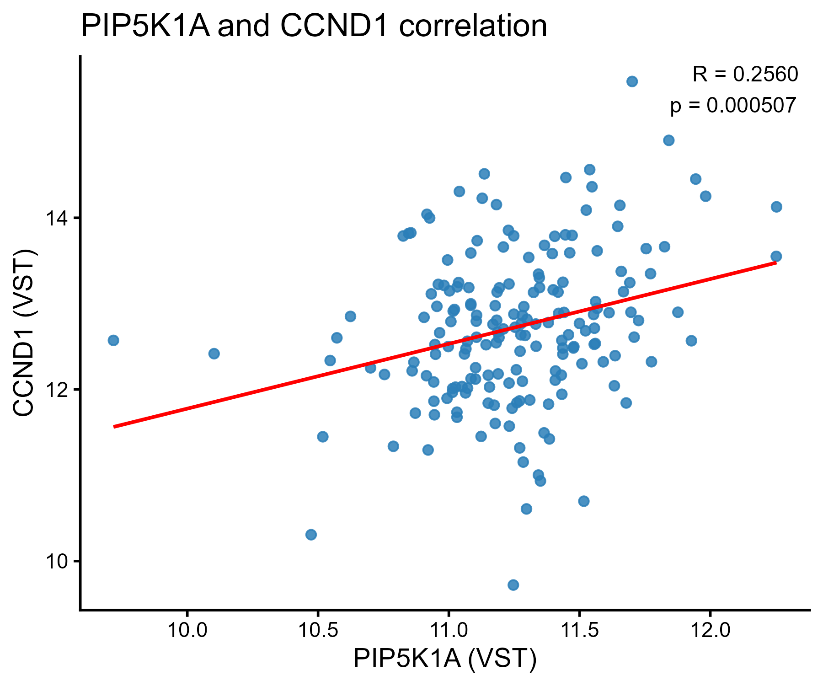 PIP5K1A and CCND1 correlation
R = 0.2560
p = 0.000507
CCND1 (VST)
14
12
10
10.0 10.5 11.0 11.5 12.0
PIP5K1A (VST)